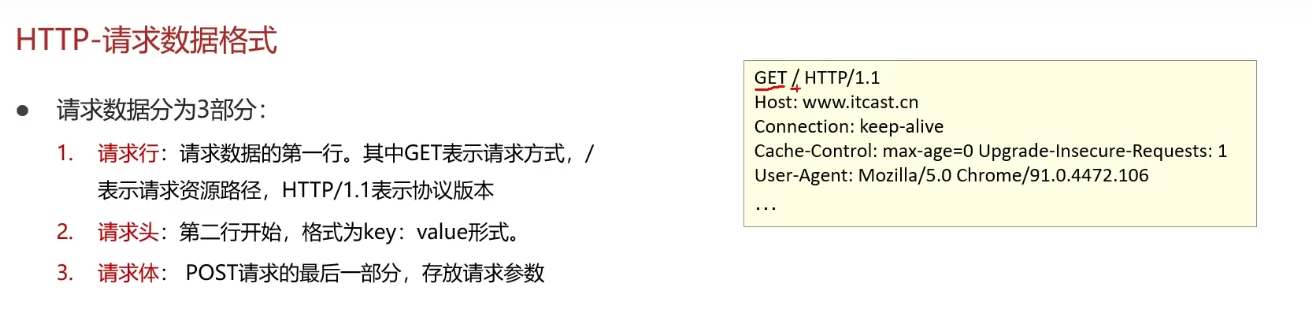 HTTP-请求数据格式
● 请求数据分为3部分：
1. 请求行：请求数据的第一行。其中GET表示请求方式，/
表示请求资源路径，HTTP/1.1表示协议版本
2. 请求头：第二行开始，格式为key：value形式。
3. 请求体： POST请求的最后一部分，存放请求参数
GET / HTTP/1.1
Host: www.itcast.cn
Connection: keep-alive
Cache-Control: max-age=0 Upgrade-Insecure-Requests: 1
User-Agent: Mozilla/5.0 Chrome/91.0.4472.106
...